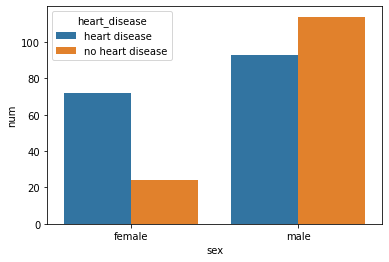 heart_disease
heart disease
no heart disease
num
100
80
60
40
20
0
female
male
sex